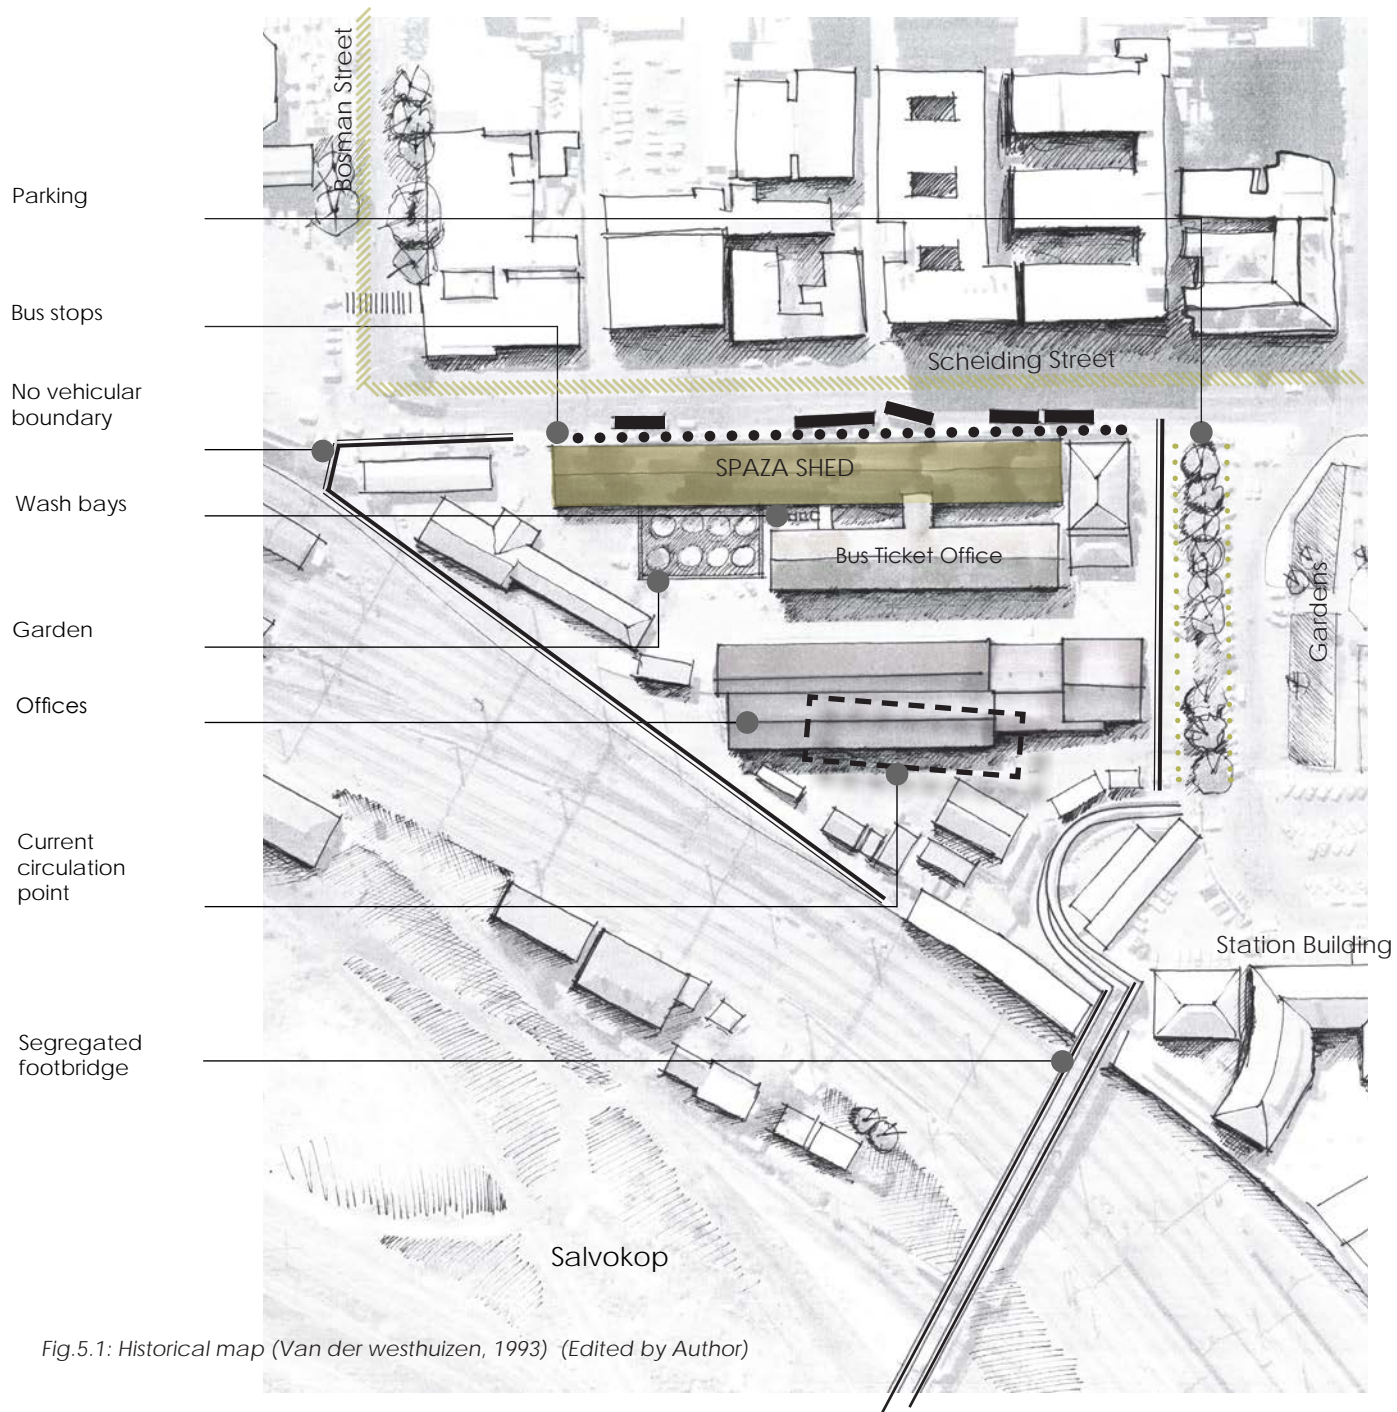 Bosman Street
Parking
Bus stops
Scheiding Street
No vehicular
boundary
SPAZA SHED
Wash bays
Bus Ticket Office
Gardens
Garden
Offices
Current
circulation
point
Station Building
Segregated
footbridge
Salvokop
Fig.5.1: Historical map (Van der westhuizen, 1993) (Edited by Author)